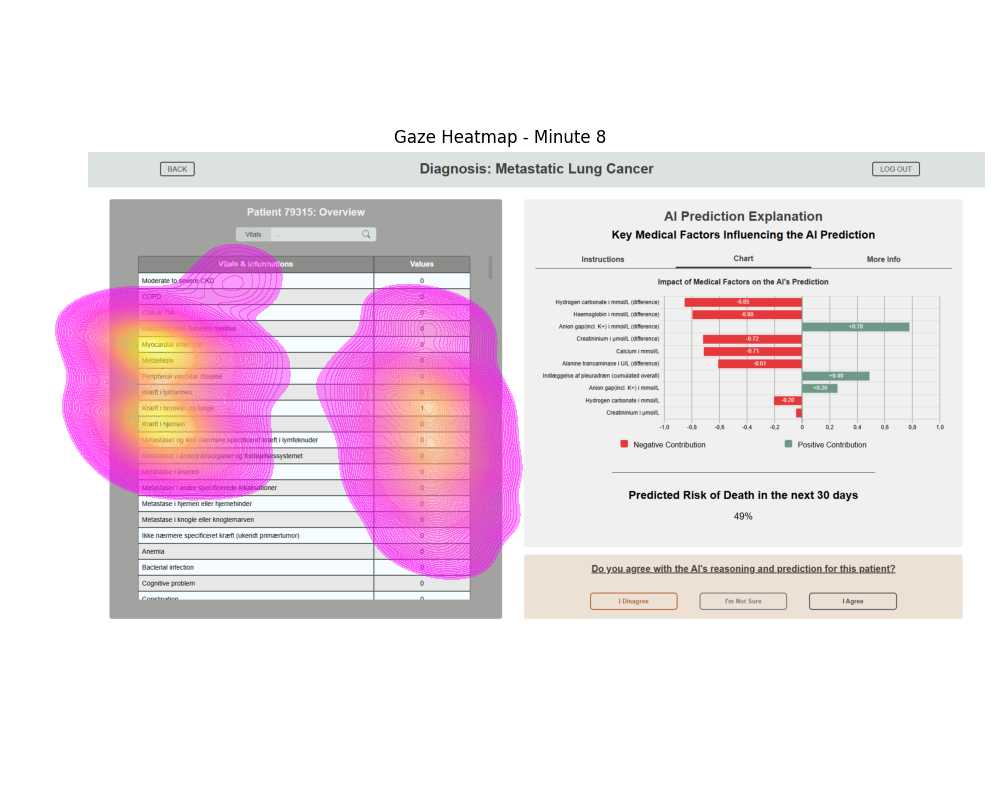 Gaze Heatmap - Minute 8
BACK
Diagnosis: Metastatic Lung Cancer
LOG OUT
Patient 79315: Overview
Vitals
Vitals & Informations
Values
Moderate to severe CKD 0
COPD 0
CVA or TIA 0
diabetes mellitus 0
Myocardial infarction 0
Metastasis 0
Peripheral vascular disease 0
Kræft i tyktarmen 0
Kræft i bronkier og lunge 1
Kræft i hjernen 0
Metastaser og ikke nærmere specificeret kræft i lymfeknuder 0
Metastase i åndedrætsorganer og fordøjelsessystemet 0
Metastase i leveren 0
Metastaser i andre specificerede lokalisationer 0
Metastase i hjernen eller hjernehinder 0
Metastase i knogle eller knoglemarven 0
Ikke nærmere specificeret kræft (ukendt primærtumor) 0
Anemia 0
Bacterial infection 0
Cognitive problem 0
Constipation 0
AI Prediction Explanation
Key Medical Factors Influencing the AI Prediction
Instructions
Chart
More Info
Impact of Medical Factors on the AI's Prediction
Hydrogen carbonate i mmol/L (difference) -0.85
Haemoglobin i mmol/L (difference) -0.80
Anion gap(incl. K+) i mmol/L (difference) +0.78
Creatininium i µmol/L (difference) -0.72
Calcium i mmol/L -0.71
Alanine transaminase i U/L (difference) -0.61
Indlæggelse af pleuradræn (cumulated overall) +0.49
Anion gap(incl. K+) i mmol/L +0.26
Hydrogen carbonate i mmol/L -0.20
Creatininium i µmol/L
-1,0 -0,8 -0,6 -0,4 -0,2 0 0,2 0,4 0,6 0,8 1,0
Negative Contribution
Positive Contribution
Predicted Risk of Death in the next 30 days
49%
Do you agree with the AI's reasoning and prediction for this patient?
I Disagree
I'm Not Sure
I Agree